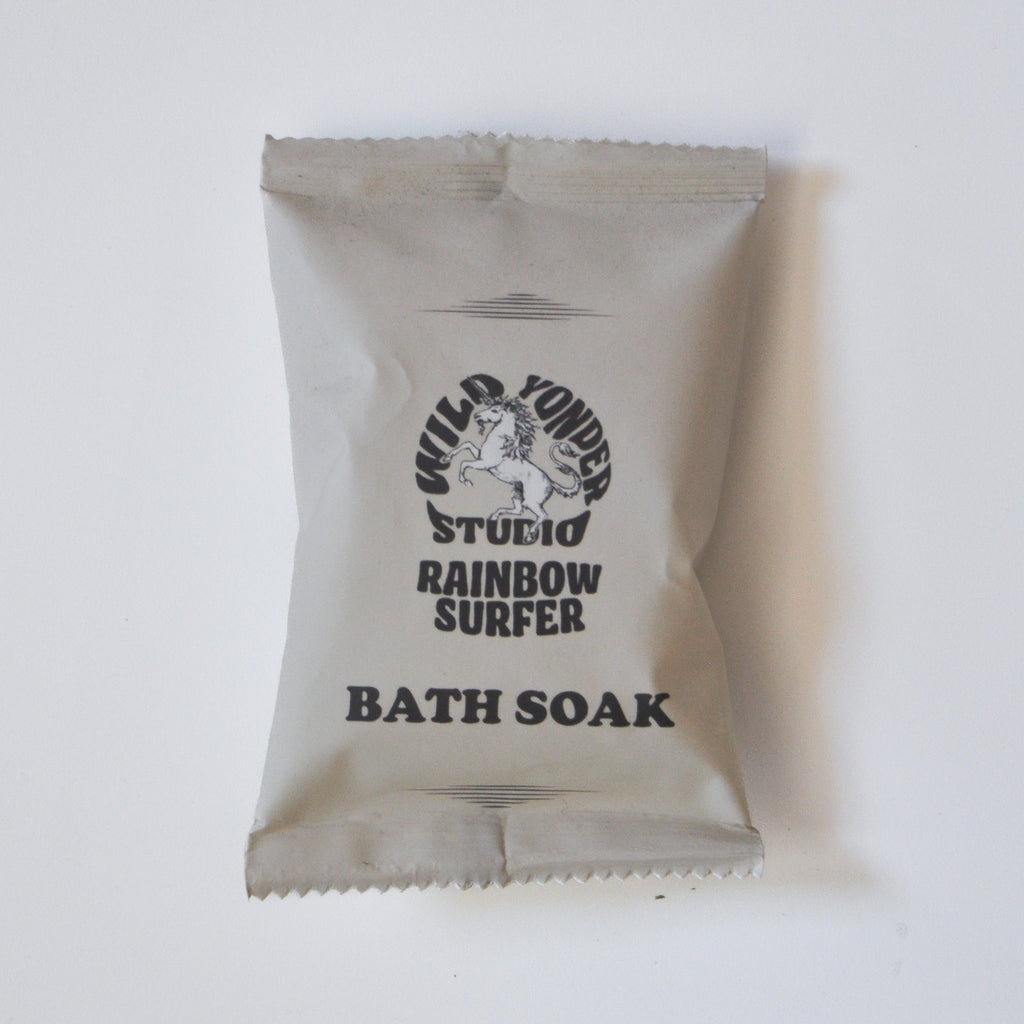 WILD YONDER
STUDIO
RAINBOW
SURFER
BATH SOAK